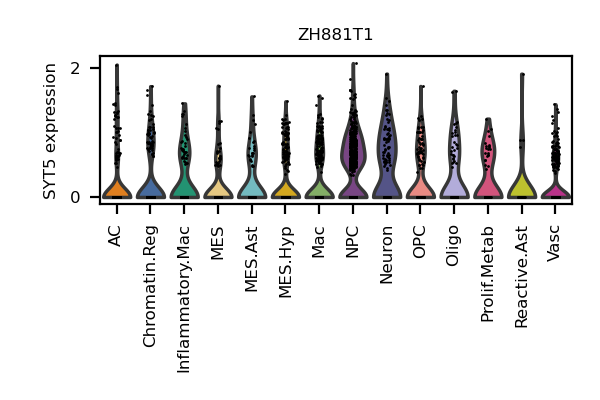 ZH881T1
SYT5 expression
2
0
AC
Chromatin.Reg
Inflammatory.Mac
MES
MES.Ast
MES.Hyp
Mac
NPC
Neuron
OPC
Oligo
Prolif.Metab
Reactive.Ast
Vasc